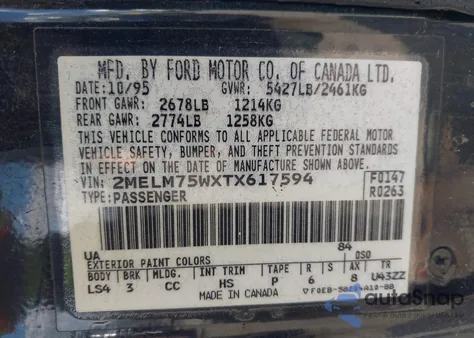 MFD. BY FORD MOTOR CO. OF CANADA LTD.
DATE: 10/95 GVWR: 5427LB/2461KG
FRONT GAWR: 2678LB 1214KG
REAR GAWR: 2774LB 1258KG
THIS VEHICLE CONFORMS TO ALL APPLICABLE FEDERAL MOTOR
VEHICLE SAFETY, BUMPER, AND THEFT PREVENTION STANDARDS
IN EFFECT ON THE DATE OF MANUFACTURE SHOWN ABOVE.
VIN: 2MELM75WXTX617594 F0147
TYPE: PASSENGER R0263
UA 84
EXTERIOR PAINT COLORS DSO
BODY BRK MLDG. INT TRIM TAPE R S AX TR
LS4 3 CC HS P 6 8 U43ZZ
MADE IN CANADA
autoSnap